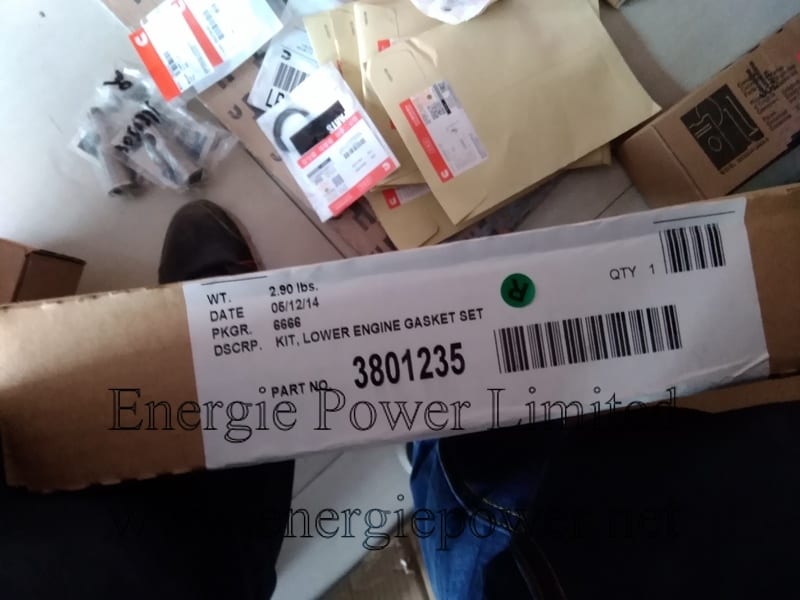 WT. 2.90 lbs.
DATE 05/12/14
PKGR. 6666
DSCRP. KIT, LOWER ENGINE GASKET SET
PART NO. 3801235
R
QTY 1
Energie Power Limited
www.energiepower.net